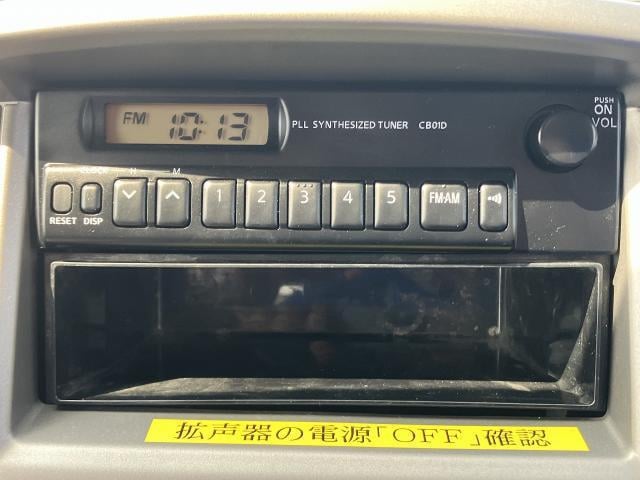 PUSH
ON
VOL
FM 10:13
PLL SYNTHESIZED TUNER CB01D
CLOCK H M
1 2 3 4 5 FM·AM
RESET DISP
拡声器の電源「OFF」確認